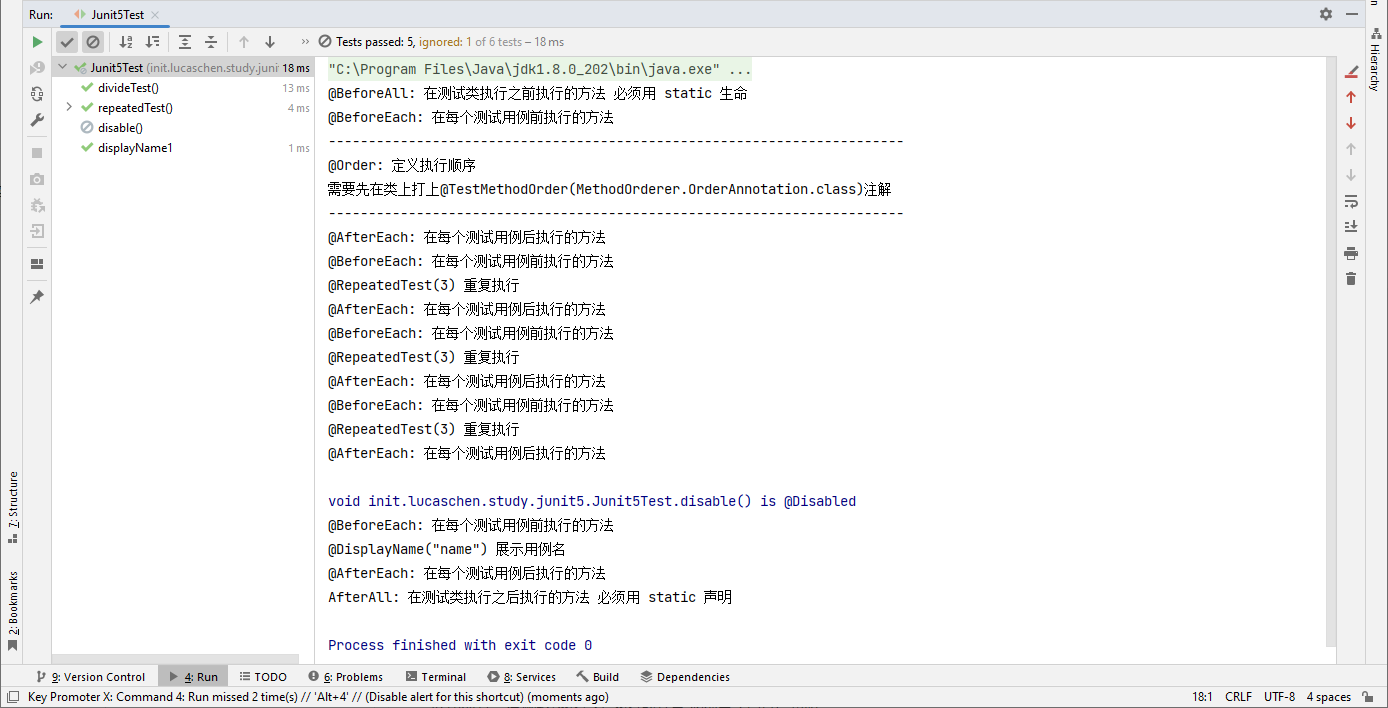 Run: Junit5Test
Hierarchy
Tests passed: 5, ignored: 1 of 6 tests – 18 ms
Junit5Test (init.lucaschen.study.juni 18 ms
divideTest() 13 ms
repeatedTest() 4 ms
disable()
displayName1 1 ms
"C:\Program Files\Java\jdk1.8.0_202\bin\java.exe" ...
@BeforeAll: 在测试类执行之前执行的方法 必须用 static 生命
@BeforeEach: 在每个测试用例前执行的方法
------------------------------------------------------------------------
@Order: 定义执行顺序
需要先在类上打上@TestMethodOrder(MethodOrderer.OrderAnnotation.class)注解
------------------------------------------------------------------------
@AfterEach: 在每个测试用例后执行的方法
@BeforeEach: 在每个测试用例前执行的方法
@RepeatedTest(3) 重复执行
@AfterEach: 在每个测试用例后执行的方法
@BeforeEach: 在每个测试用例前执行的方法
@RepeatedTest(3) 重复执行
@AfterEach: 在每个测试用例后执行的方法
@BeforeEach: 在每个测试用例前执行的方法
@RepeatedTest(3) 重复执行
@AfterEach: 在每个测试用例后执行的方法
void init.lucaschen.study.junit5.Junit5Test.disable() is @Disabled
@BeforeEach: 在每个测试用例前执行的方法
@DisplayName("name") 展示用例名
@AfterEach: 在每个测试用例后执行的方法
AfterAll: 在测试类执行之后执行的方法 必须用 static 声明
Process finished with exit code 0
7: Structure
2: Bookmarks
9: Version Control 4: Run TODO 6: Problems Terminal 8: Services Build Dependencies
Key Promoter X: Command 4: Run missed 2 time(s) // 'Alt+4' // (Disable alert for this shortcut) (moments ago) 18:1 CRLF UTF-8 4 spaces